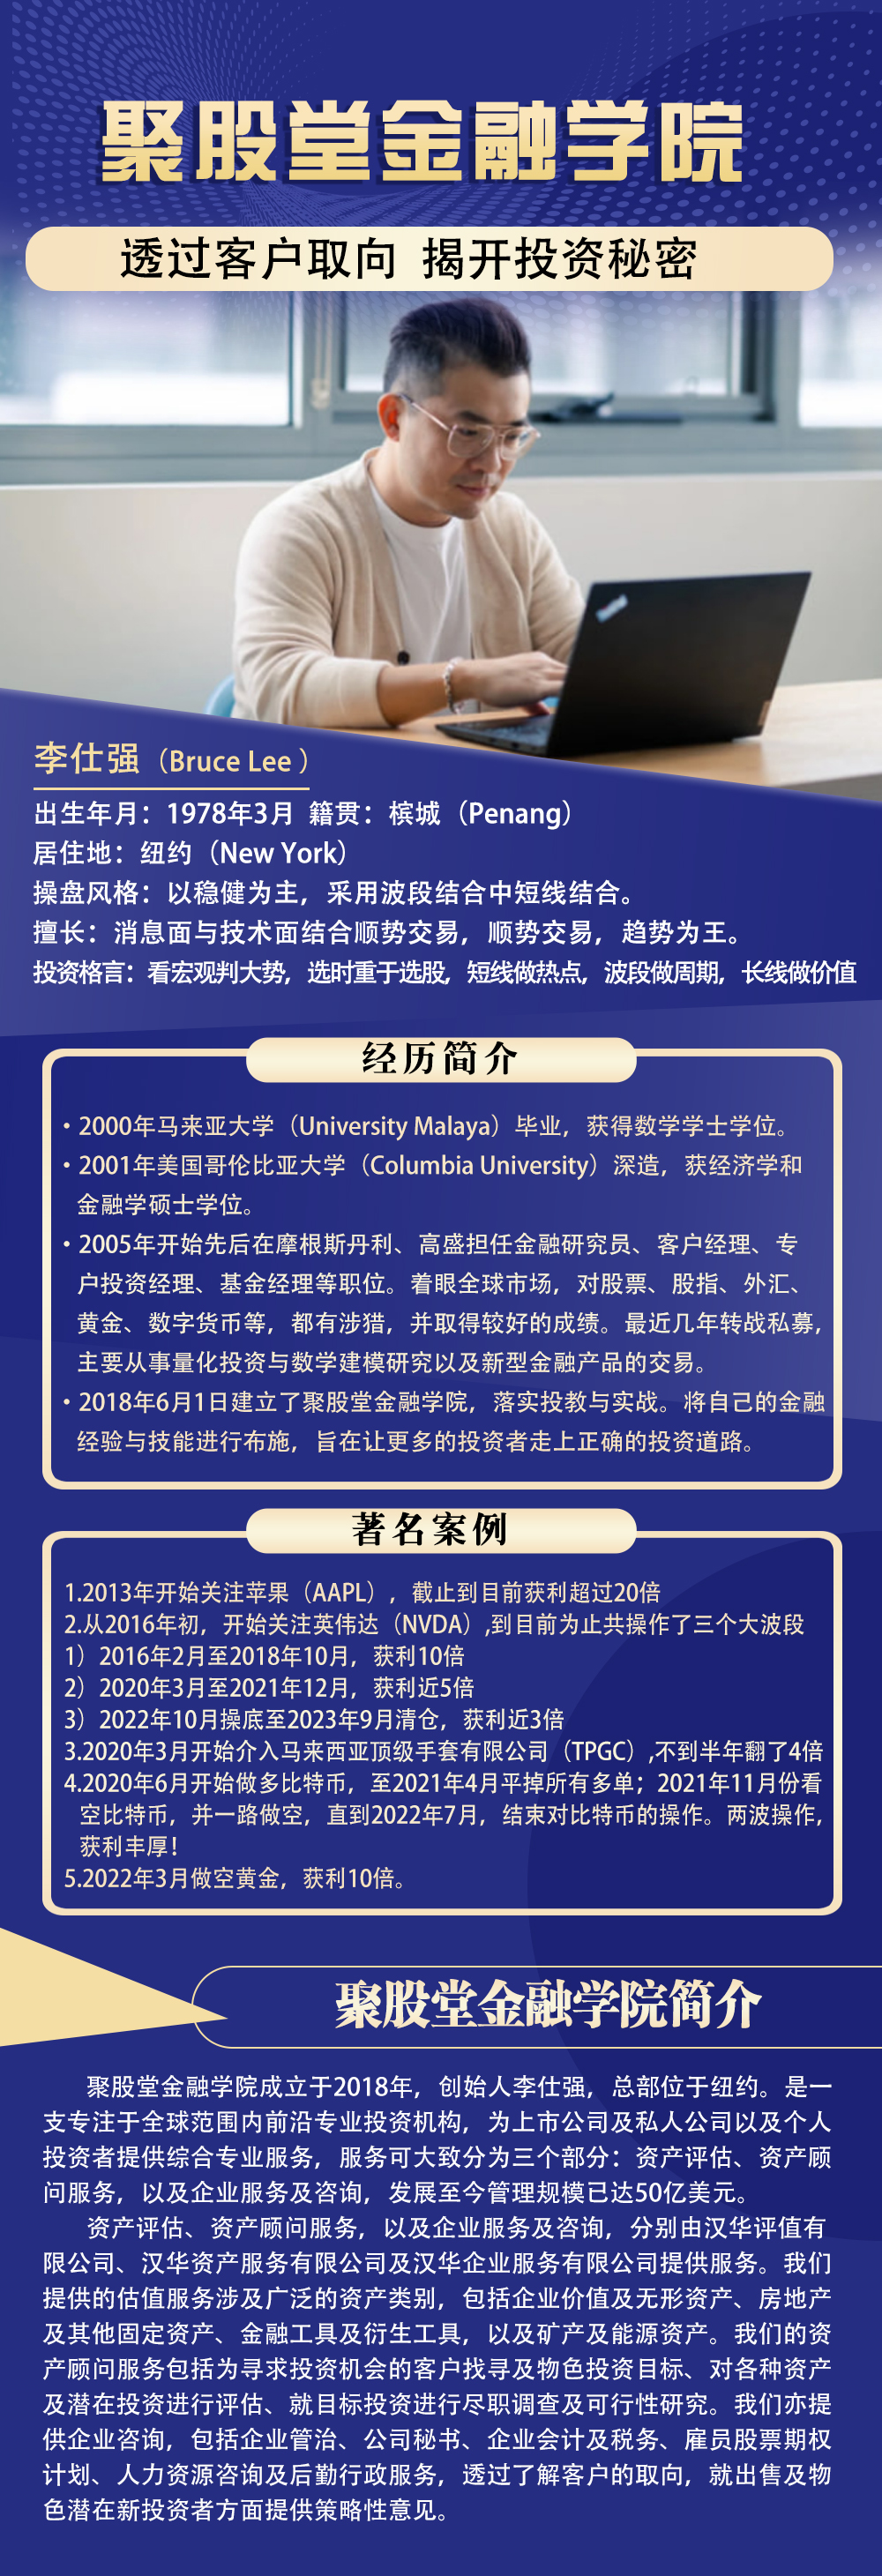 聚股堂金融学院
透过客户取向 揭开投资秘密
李仕强（Bruce Lee ）
出生年月：1978年3月 籍贯：槟城（Penang）
居住地：纽约（New York）
操盘风格：以稳健为主，采用波段结合中短线结合。
擅长：消息面与技术面结合顺势交易，顺势交易，趋势为王。
投资格言：看宏观判大势，选时重于选股，短线做热点，波段做周期，长线做价值
经历简介
·2000年马来亚大学（University Malaya）毕业，获得数学学士学位。
·2001年美国哥伦比亚大学（Columbia University）深造，获经济学和
金融学硕士学位。
·2005年开始先后在摩根斯丹利、高盛担任金融研究员、客户经理、专
户投资经理、基金经理等职位。着眼全球市场，对股票、股指、外汇、
黄金、数字货币等，都有涉猎，并取得较好的成绩。最近几年转战私募，
主要从事量化投资与数学建模研究以及新型金融产品的交易。
·2018年6月1日建立了聚股堂金融学院，落实投教与实战。将自己的金融
经验与技能进行布施，旨在让更多的投资者走上正确的投资道路。
著名案例
1.2013年开始关注苹果（AAPL），截止到目前获利超过20倍
2.从2016年初，开始关注英伟达（NVDA）,到目前为止共操作了三个大波段
1）2016年2月至2018年10月，获利10倍
2）2020年3月至2021年12月，获利近5倍
3）2022年10月操底至2023年9月清仓，获利近3倍
3.2020年3月开始介入马来西亚顶级手套有限公司（TPGC）,不到半年翻了4倍
4.2020年6月开始做多比特币，至2021年4月平掉所有多单；2021年11月份看
空比特币，并一路做空，直到2022年7月，结束对比特币的操作。两波操作，
获利丰厚！
5.2022年3月做空黄金，获利10倍。
聚股堂金融学院简介
聚股堂金融学院成立于2018年，创始人李仕强，总部位于纽约。是一
支专注于全球范围内前沿专业投资机构，为上市公司及私人公司以及个人
投资者提供综合专业服务，服务可大致分为三个部分：资产评估、资产顾
问服务，以及企业服务及咨询，发展至今管理规模已达50亿美元。
资产评估、资产顾问服务，以及企业服务及咨询，分别由汉华评值有
限公司、汉华资产服务有限公司及汉华企业服务有限公司提供服务。我们
提供的估值服务涉及广泛的资产类别，包括企业价值及无形资产、房地产
及其他固定资产、金融工具及衍生工具，以及矿产及能源资产。我们的资
产顾问服务包括为寻求投资机会的客户找寻及物色投资目标、对各种资产
及潜在投资进行评估、就目标投资进行尽职调查及可行性研究。我们亦提
供企业咨询，包括企业管治、公司秘书、企业会计及税务、雇员股票期权
计划、人力资源咨询及后勤行政服务，透过了解客户的取向，就出售及物
色潜在新投资者方面提供策略性意见。